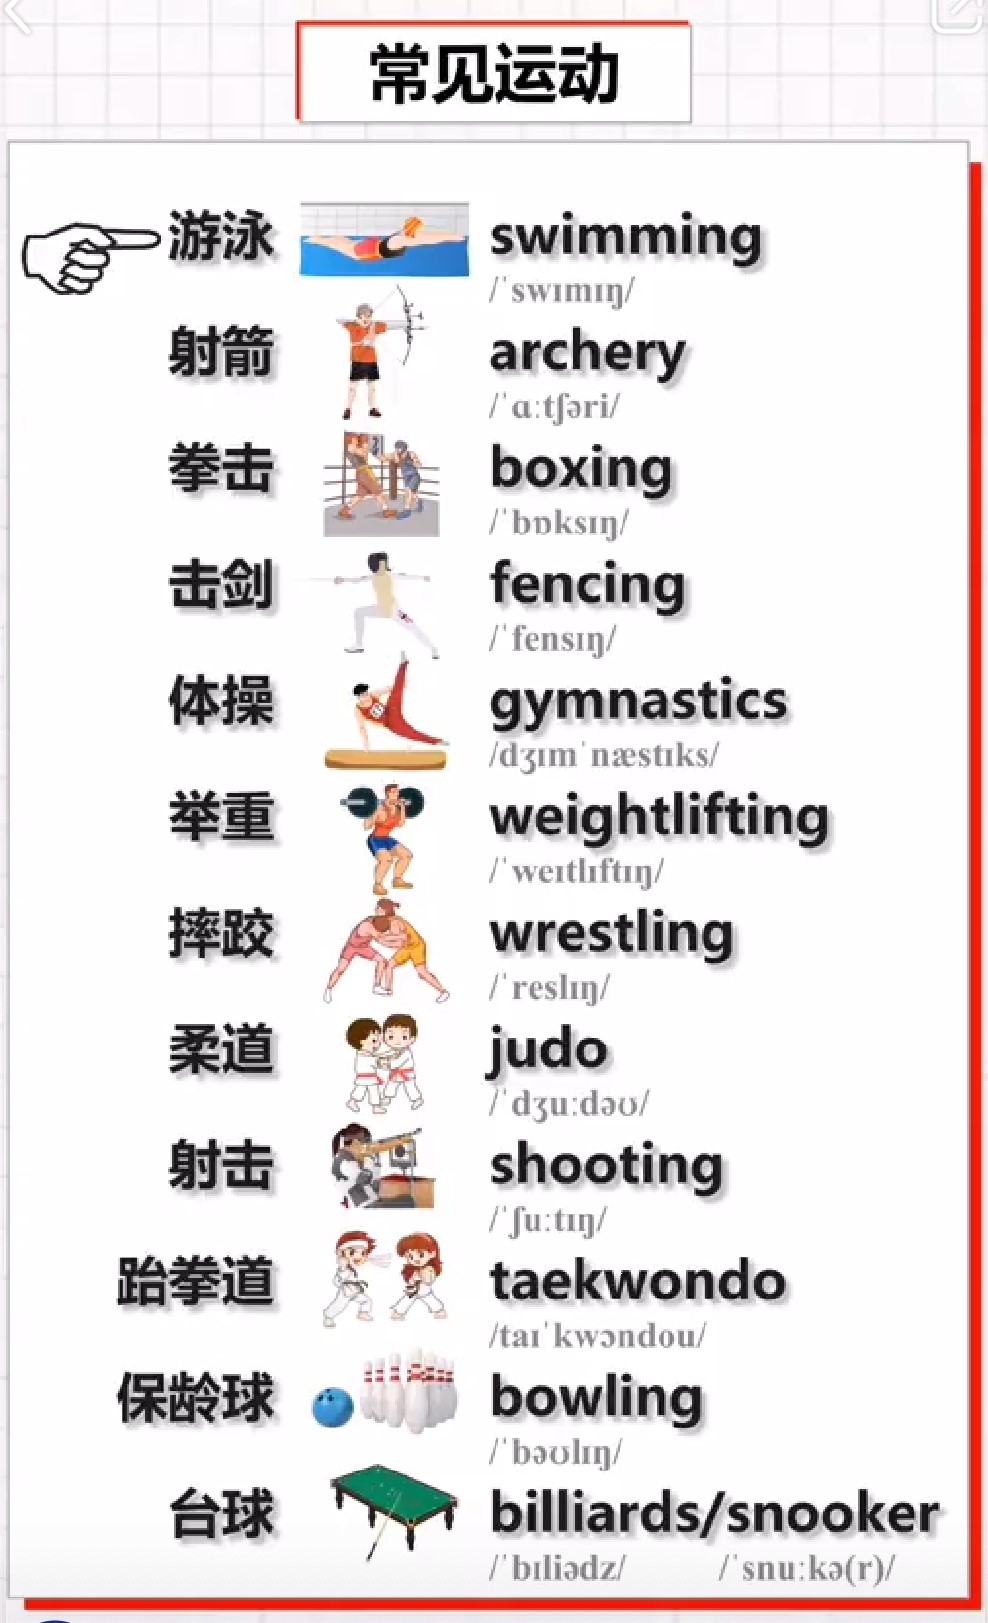 常见运动
游泳 swimming
/ˈswɪmɪŋ/
射箭 archery
/ˈɑːtʃəri/
拳击 boxing
/ˈbɒksɪŋ/
击剑 fencing
/ˈfensɪŋ/
体操 gymnastics
/dʒɪmˈnæstɪks/
举重 weightlifting
/ˈweɪtlɪftɪŋ/
摔跤 wrestling
/ˈreslɪŋ/
柔道 judo
/ˈdʒuːdəʊ/
射击 shooting
/ˈʃuːtɪŋ/
跆拳道 taekwondo
/taɪˈkwɔndou/
保龄球 bowling
/ˈbəʊlɪŋ/
台球 billiards/snooker
/ˈbɪliədz/ /ˈsnuːkə(r)/